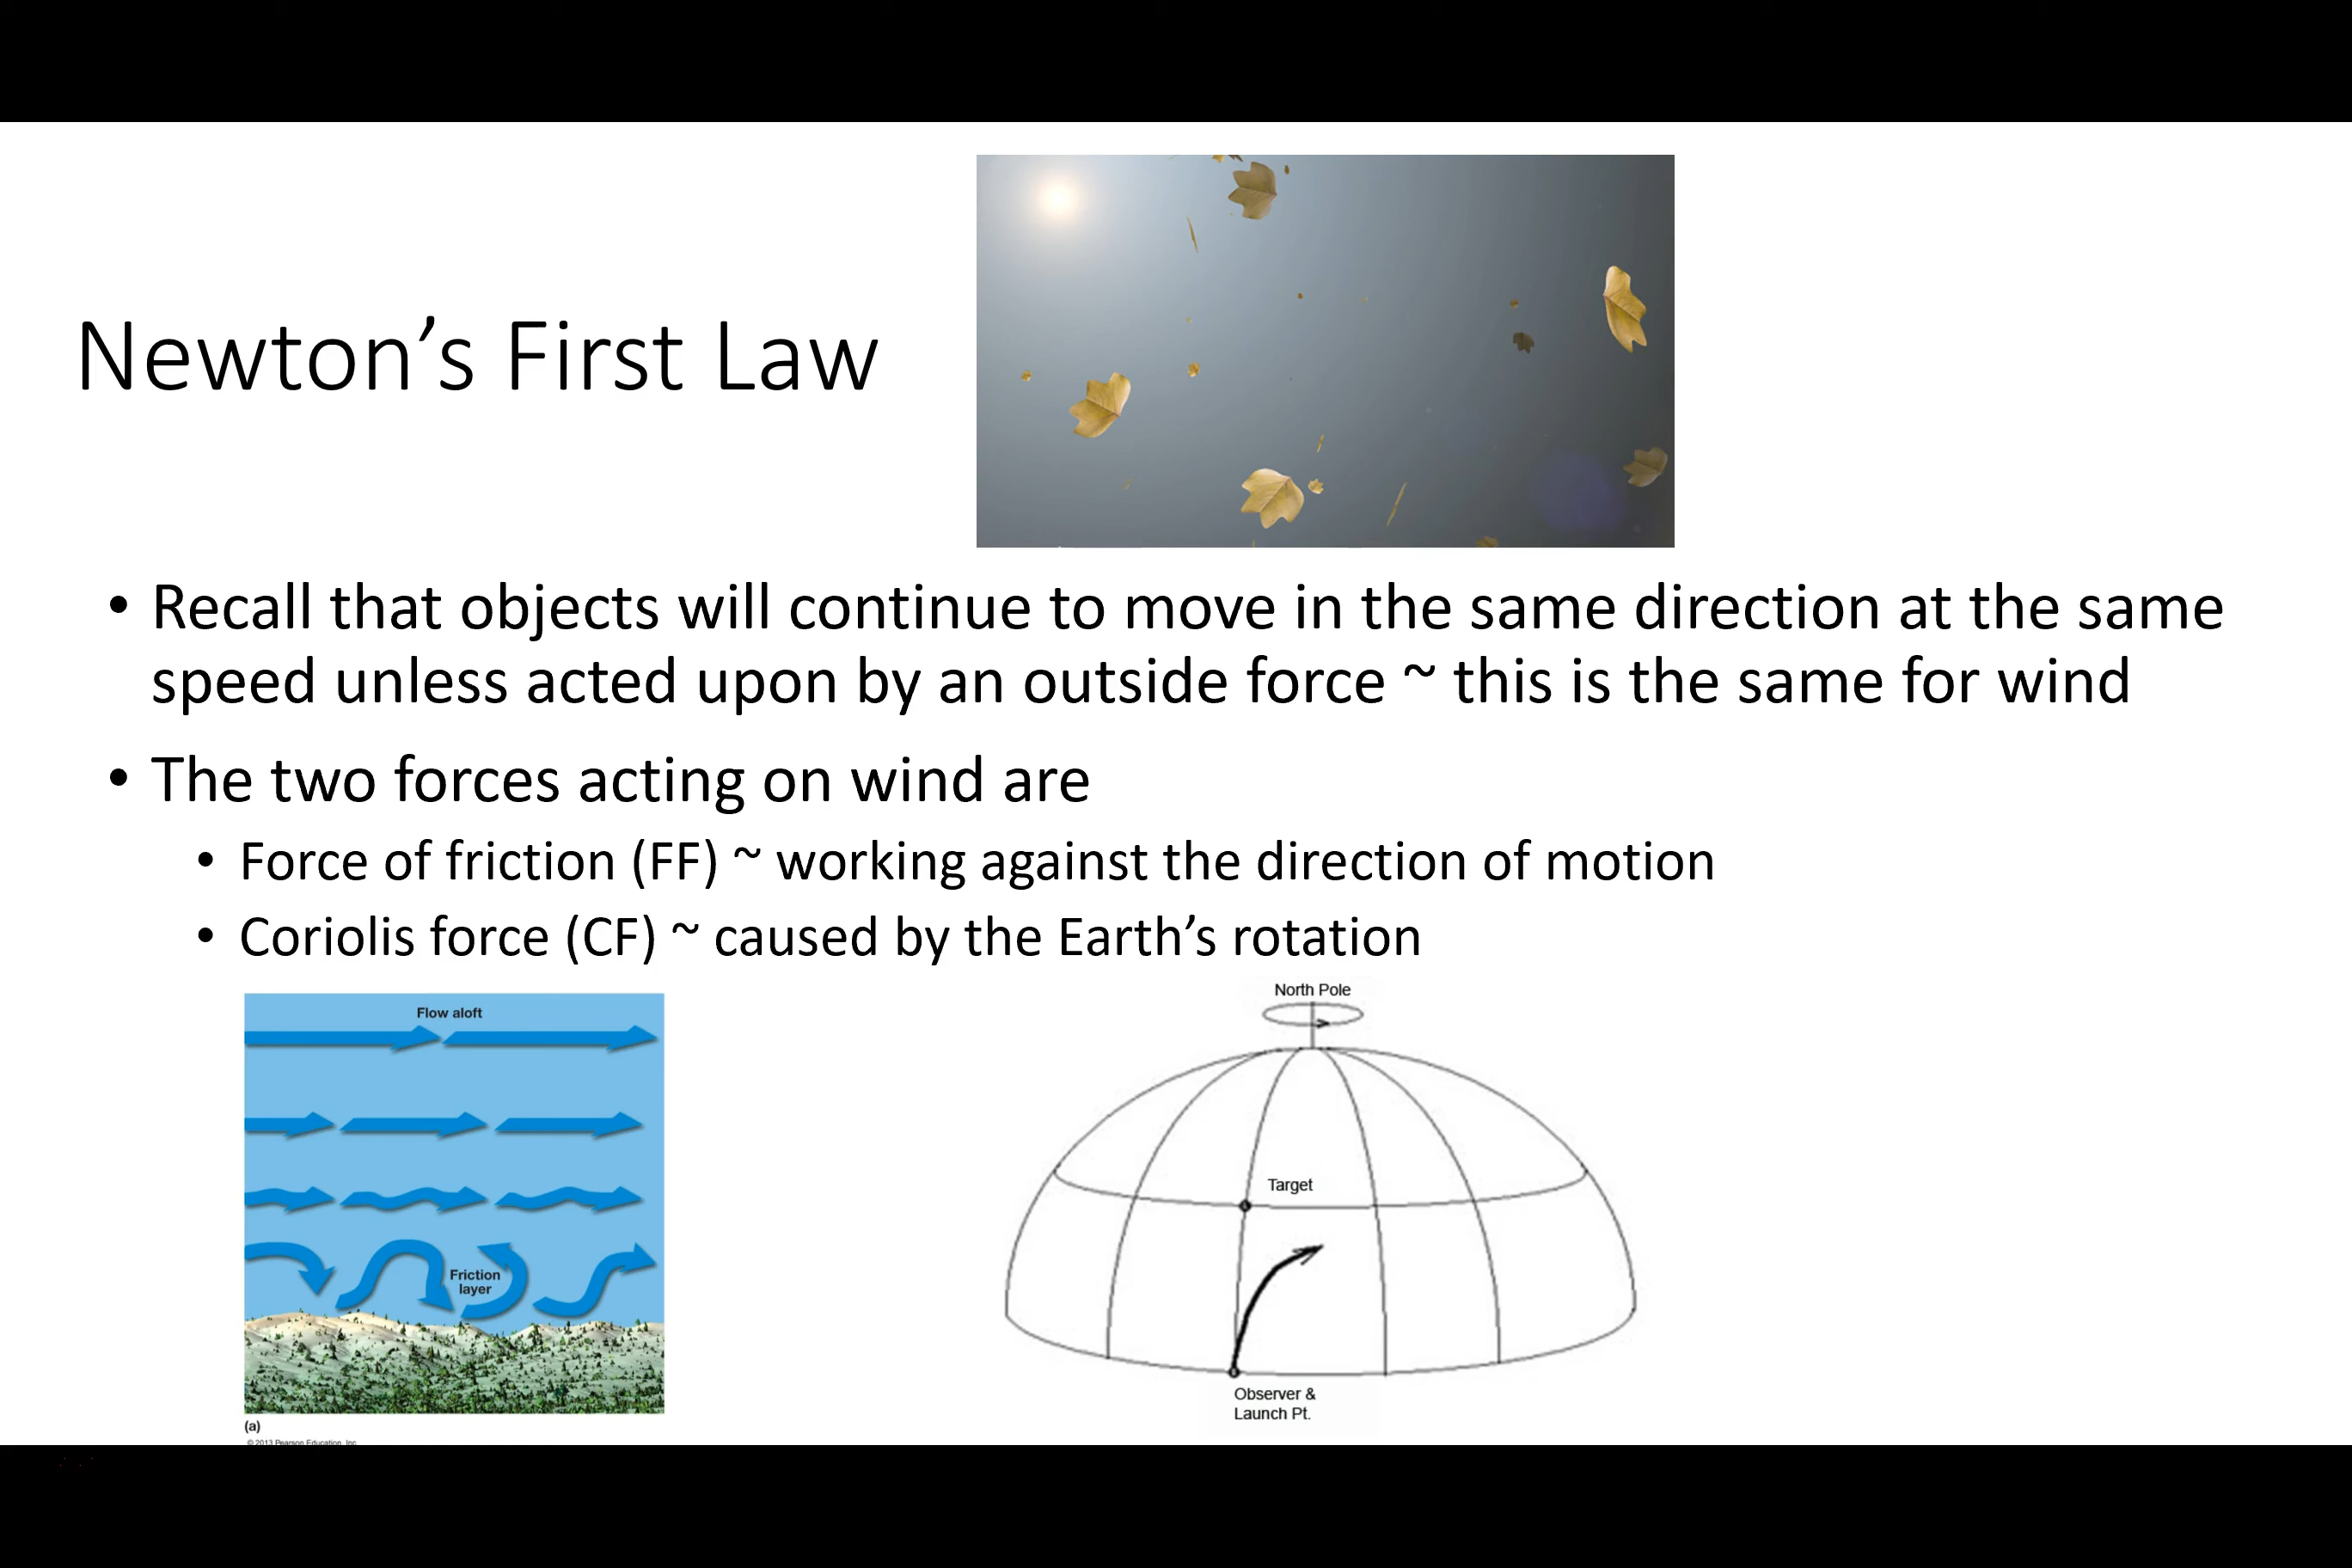 Newton’s First Law
• Recall that objects will continue to move in the same direction at the same
speed unless acted upon by an outside force ~ this is the same for wind
• The two forces acting on wind are
• Force of friction (FF) ~ working against the direction of motion
• Coriolis force (CF) ~ caused by the Earth’s rotation
Flow aloft
Friction
layer
(a)
© 2013 Pearson Education, Inc.
North Pole
Target
Observer &
Launch Pt.